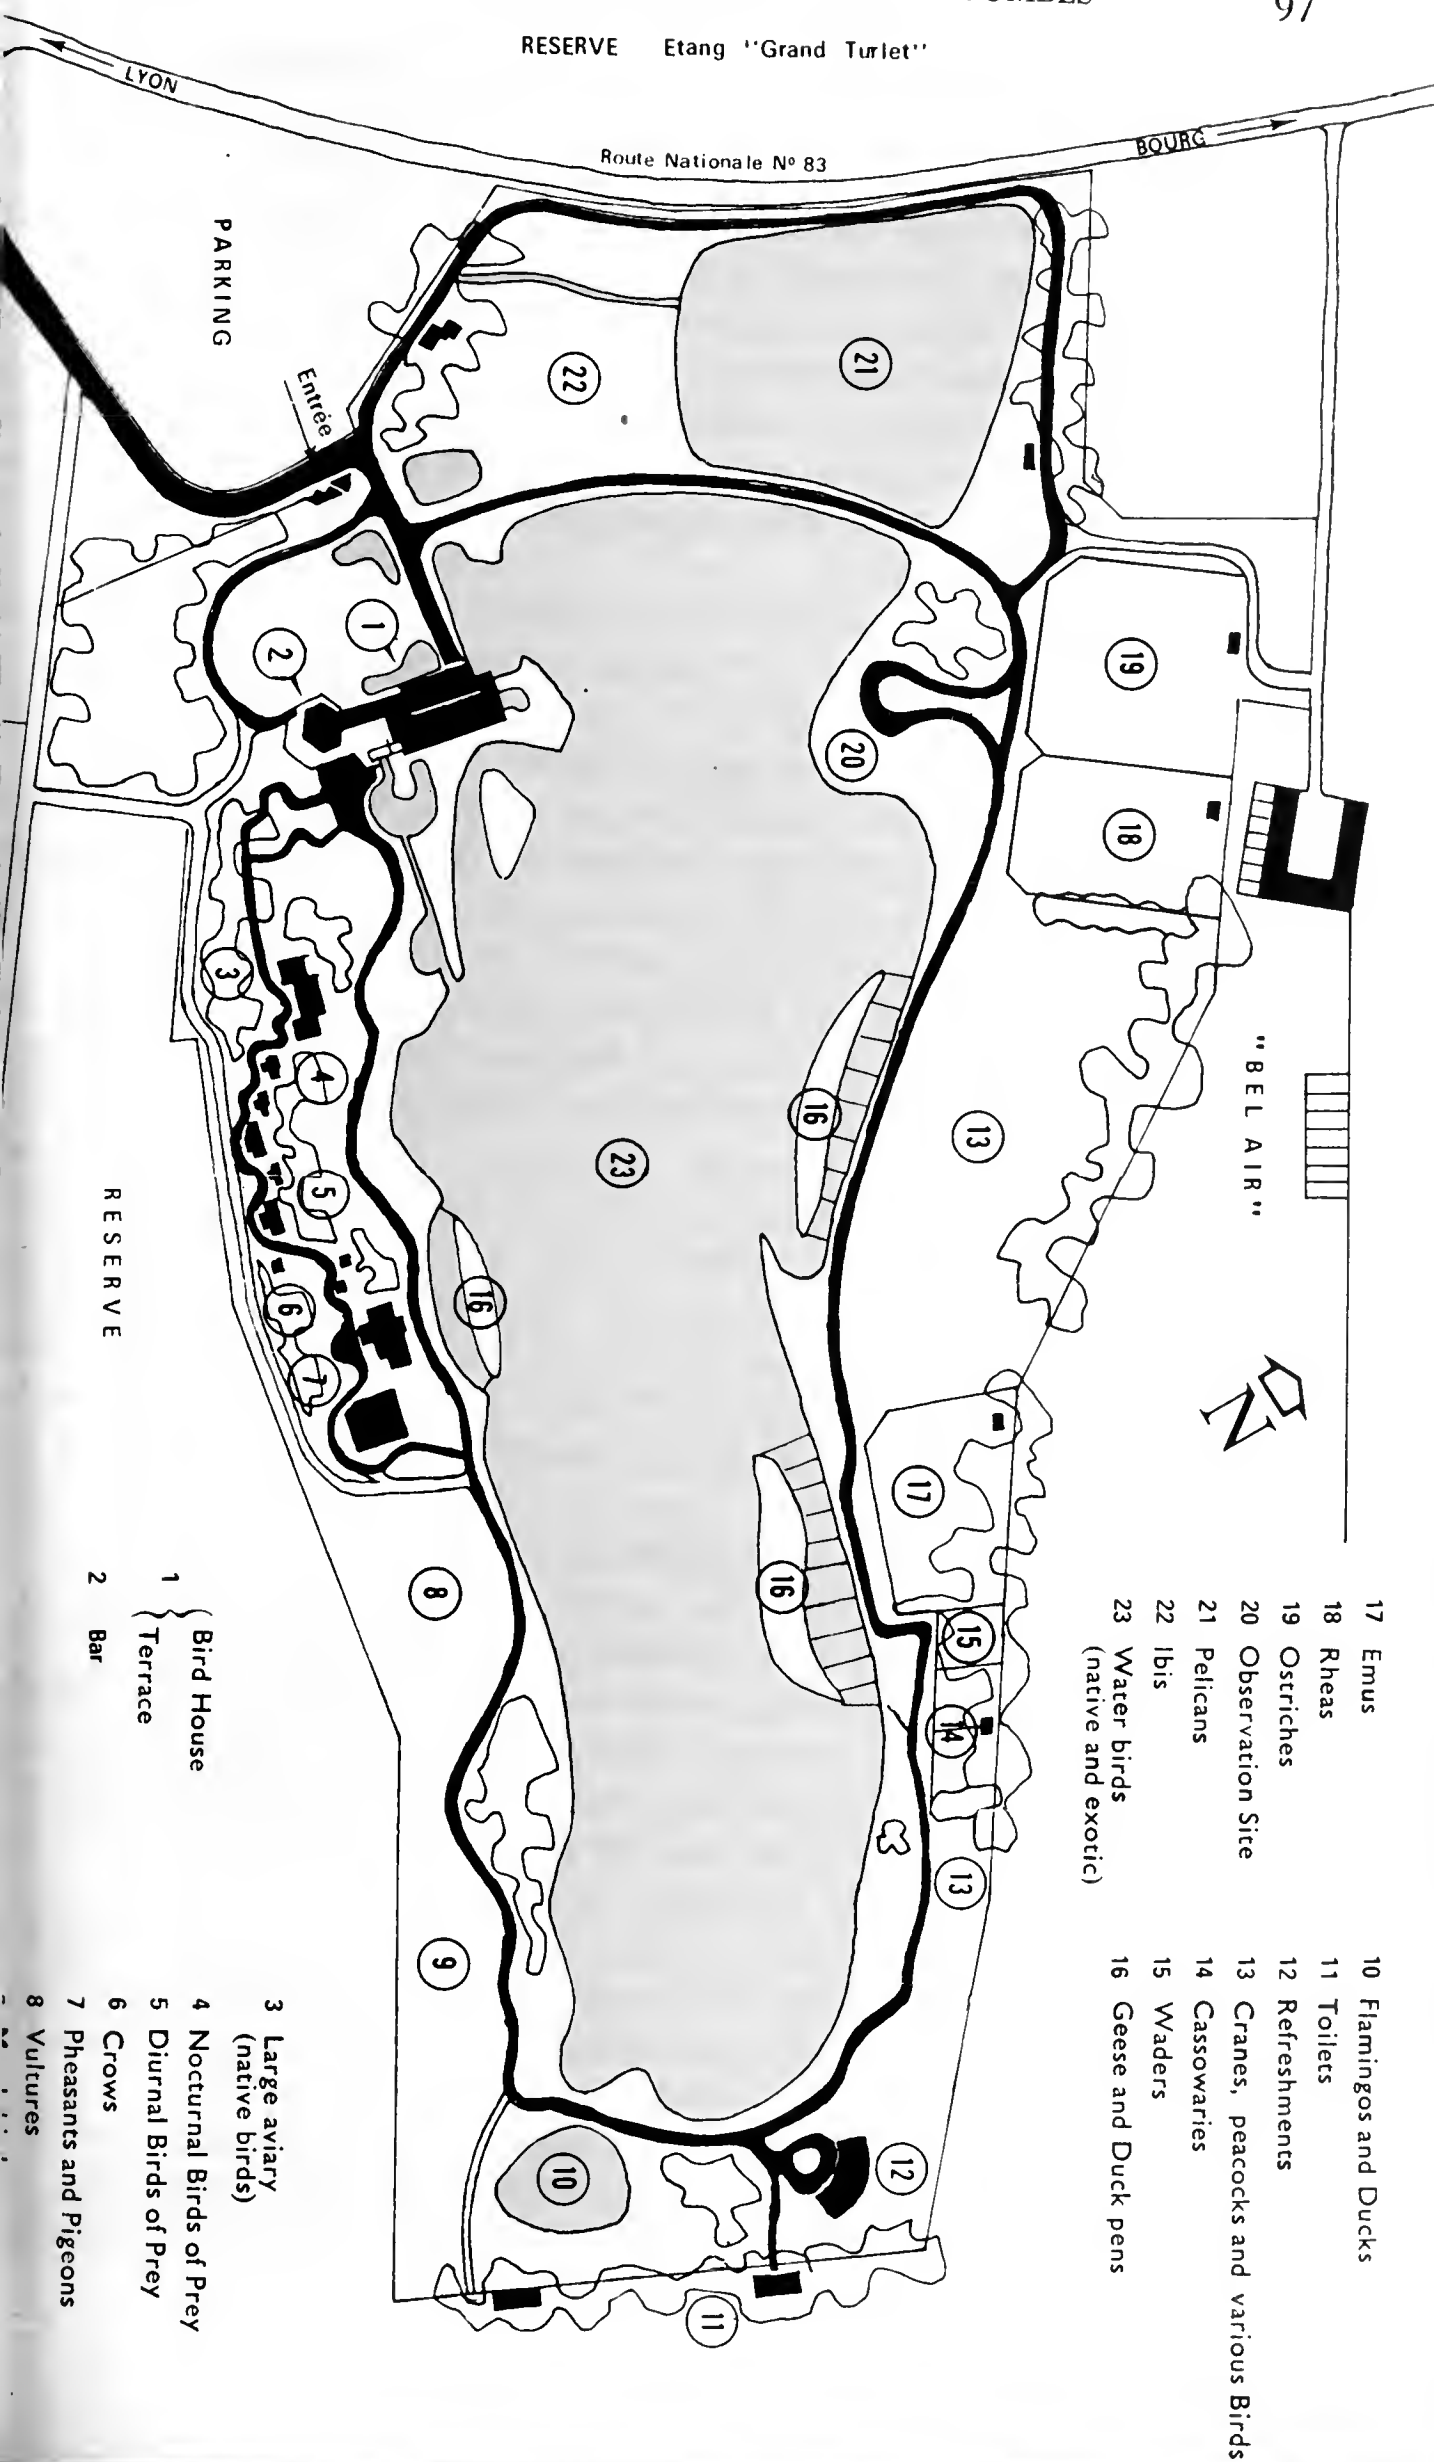 97
RESERVE Etang "Grand Turlet"
LYON
BOURG
Route Nationale Nº 83
PARKING
Entrée
22
21
1
2
19
20
18
3
4
13
"BEL AIR"
16
23
5
RESERVE
16
6
7
N
17
8
16
15
14
13
9
12
10
11
1 { Bird House
} Terrace
2 Bar
3 Large aviary
(native birds)
4 Nocturnal Birds of Prey
5 Diurnal Birds of Prey
6 Crows
7 Pheasants and Pigeons
8 Vultures
10 Flamingos and Ducks
11 Toilets
12 Refreshments
13 Cranes, peacocks and various Birds
14 Cassowaries
15 Waders
16 Geese and Duck pens
17 Emus
18 Rheas
19 Ostriches
20 Observation Site
21 Pelicans
22 Ibis
23 Water birds
(native and exotic)